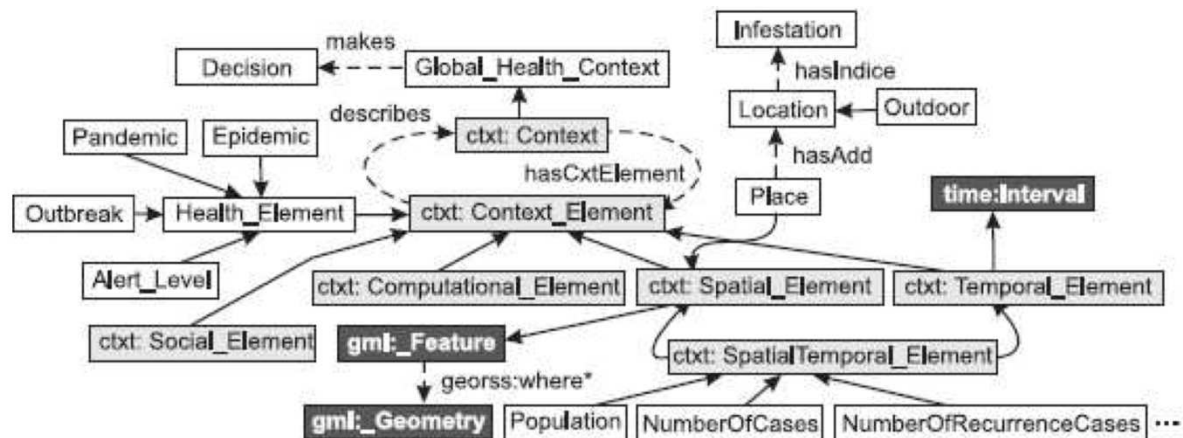 Infestation
makes
Decision
Global_Health_Context
hasIndice
describes
Location
Outdoor
Pandemic
Epidemic
ctxt: Context
hasAdd
hasCxtElement
Place
time:Interval
Outbreak
Health_Element
ctxt: Context_Element
Alert_Level
ctxt: Computational_Element
ctxt: Spatial_Element
ctxt: Temporal_Element
ctxt: Social_Element
gml:_Feature
ctxt: SpatialTemporal_Element
georss:where*
gml:_Geometry
Population
NumberOfCases
NumberOfRecurrenceCases
...